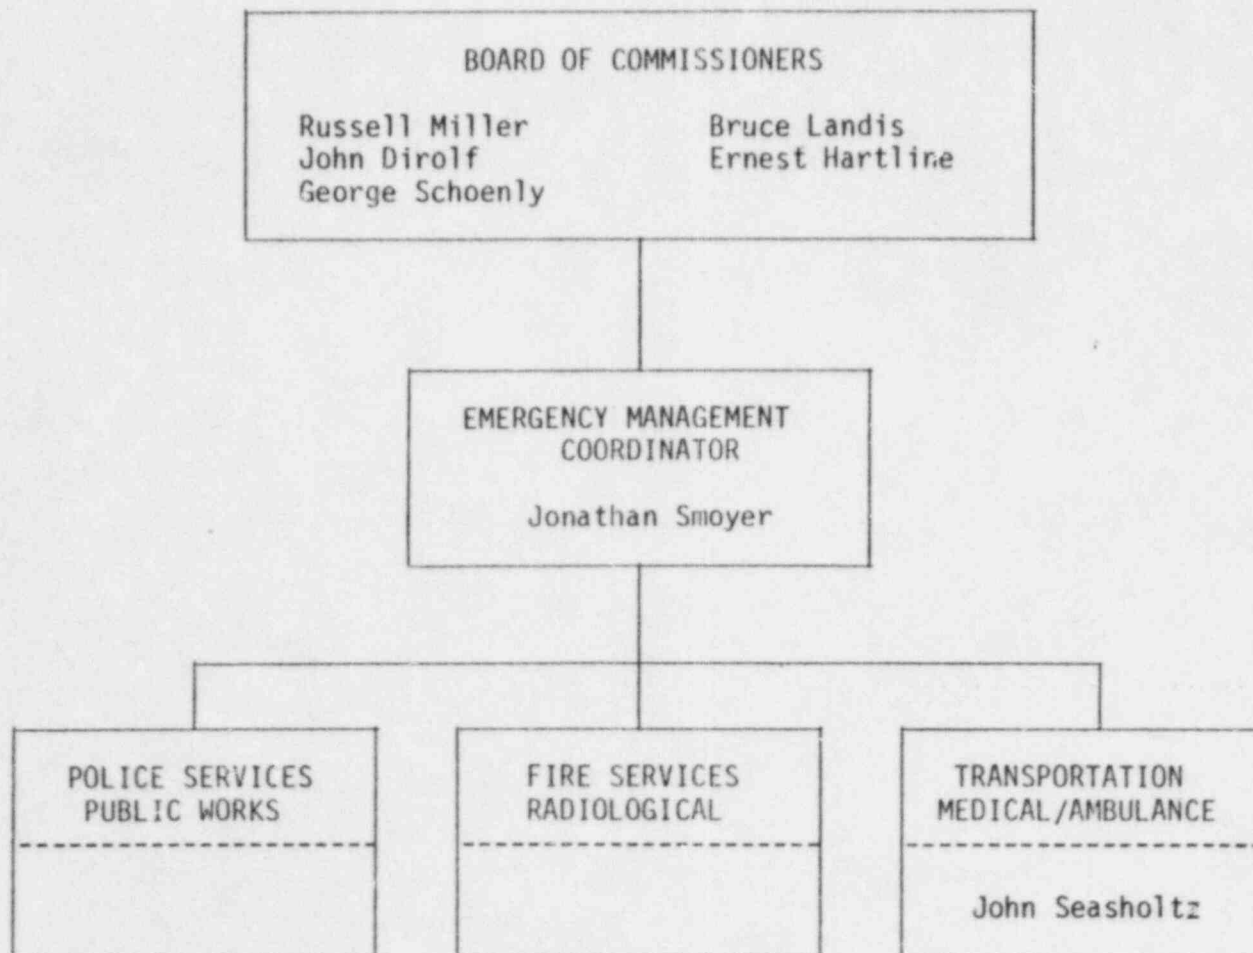 BOARD OF COMMISSIONERS
Russell Miller Bruce Landis
John Dirolf Ernest Hartline
George Schoenly
EMERGENCY MANAGEMENT
COORDINATOR
Jonathan Smoyer
POLICE SERVICES
PUBLIC WORKS
FIRE SERVICES
RADIOLOGICAL
TRANSPORTATION
MEDICAL/AMBULANCE
John Seasholtz